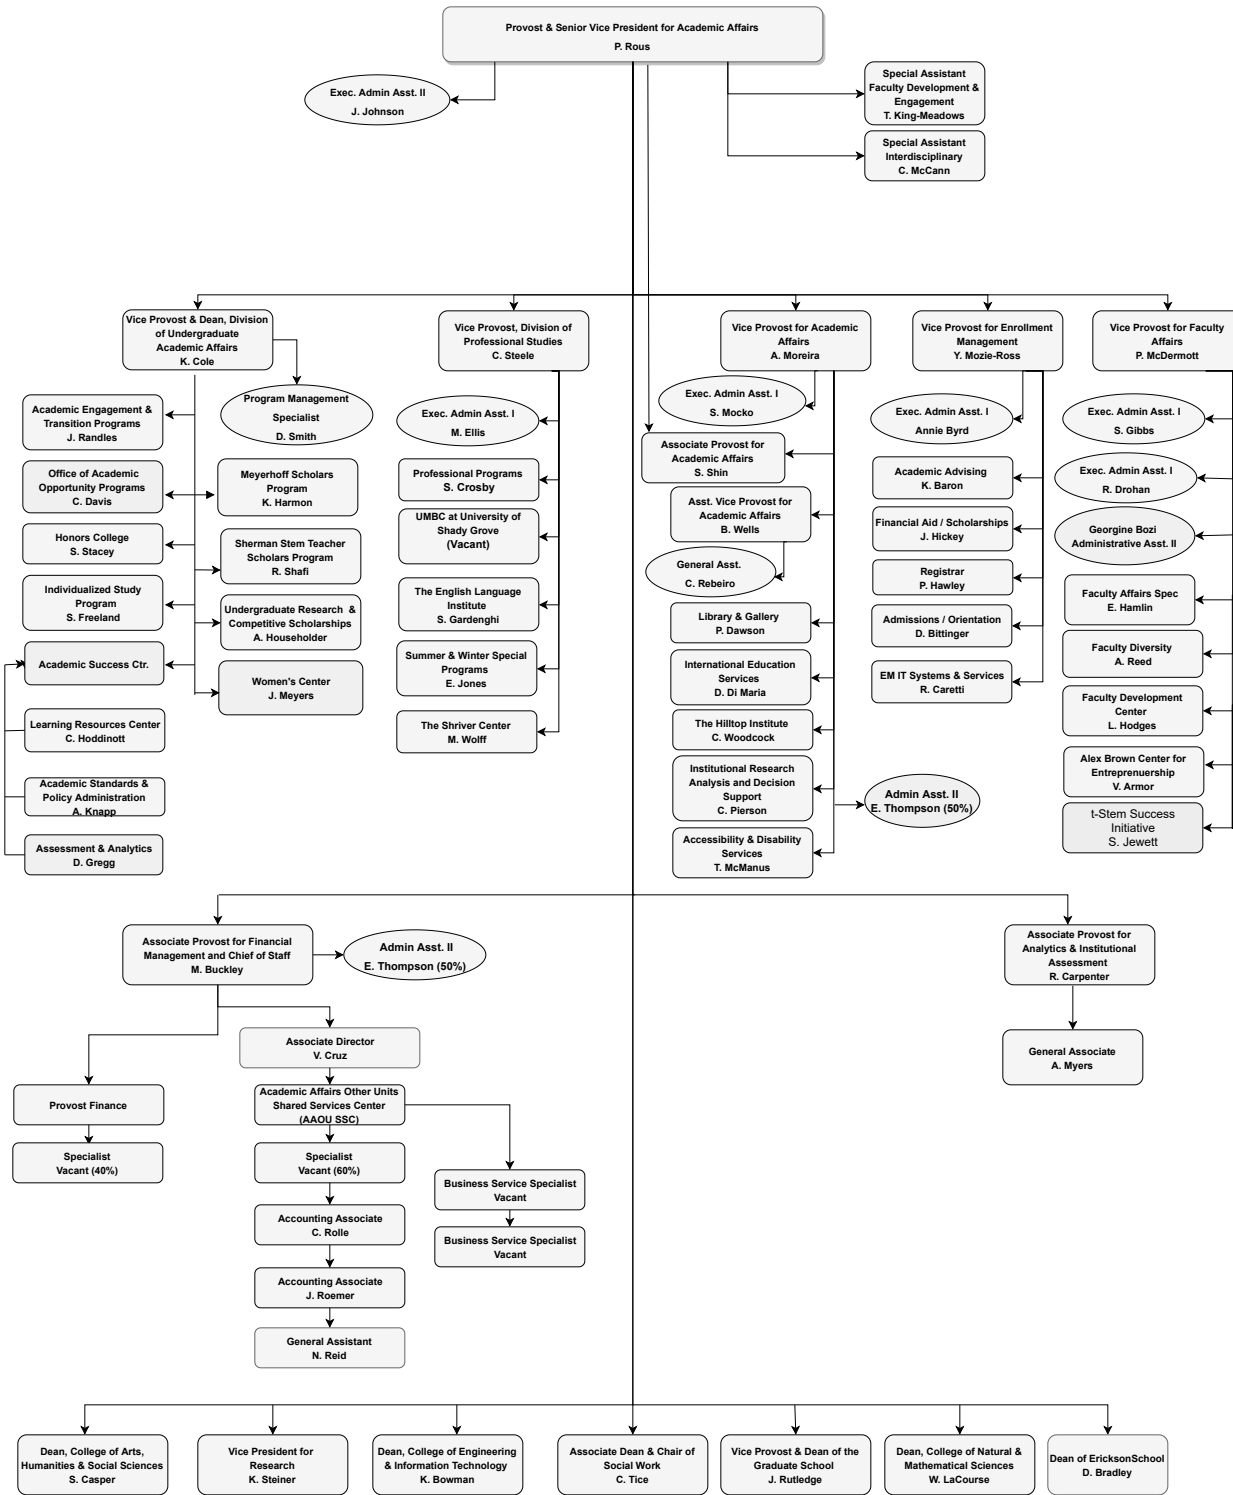 Provost & Senior Vice President for Academic Affairs
P. Rous
Exec. Admin Asst. II
J. Johnson
Special Assistant
Faculty Development &
Engagement
T. King-Meadows
Special Assistant
Interdisciplinary
C. McCann
Vice Provost & Dean, Division
of Undergraduate
Academic Affairs
K. Cole
Vice Provost, Division of
Professional Studies
C. Steele
Vice Provost for Academic
Affairs
A. Moreira
Vice Provost for Enrollment
Management
Y. Mozie-Ross
Vice Provost for Faculty
Affairs
P. McDermott
Program Management
Specialist
D. Smith
Academic Engagement &
Transition Programs
J. Randles
Office of Academic
Opportunity Programs
C. Davis
Honors College
S. Stacey
Individualized Study
Program
S. Freeland
Academic Success Ctr.
Learning Resources Center
C. Hoddinott
Academic Standards &
Policy Administration
A. Knapp
Assessment & Analytics
D. Gregg
Meyerhoff Scholars
Program
K. Harmon
Sherman Stem Teacher
Scholars Program
R. Shafi
Undergraduate Research &
Competitive Scholarships
A. Householder
Women's Center
J. Meyers
Exec. Admin Asst. I
M. Ellis
Professional Programs
S. Crosby
UMBC at University of
Shady Grove
(Vacant)
The English Language
Institute
S. Gardenghi
Summer & Winter Special
Programs
E. Jones
The Shriver Center
M. Wolff
Exec. Admin Asst. I
S. Mocko
Associate Provost for
Academic Affairs
S. Shin
Asst. Vice Provost for
Academic Affairs
B. Wells
General Asst.
C. Rebeiro
Library & Gallery
P. Dawson
International Education
Services
D. Di Maria
The Hilltop Institute
C. Woodcock
Institutional Research
Analysis and Decision
Support
C. Pierson
Admin Asst. II
E. Thompson (50%)
Accessibility & Disability
Services
T. McManus
Exec. Admin Asst. I
Annie Byrd
Academic Advising
K. Baron
Financial Aid / Scholarships
J. Hickey
Registrar
P. Hawley
Admissions / Orientation
D. Bittinger
EM IT Systems & Services
R. Caretti
Exec. Admin Asst. I
S. Gibbs
Exec. Admin Asst. I
R. Drohan
Georgine Bozi
Administrative Asst. II
Faculty Affairs Spec
E. Hamlin
Faculty Diversity
A. Reed
Faculty Development
Center
L. Hodges
Alex Brown Center for
Entreprenuership
V. Armor
t-Stem Success
Initiative
S. Jewett
Associate Provost for Financial
Management and Chief of Staff
M. Buckley
Admin Asst. II
E. Thompson (50%)
Associate Provost for
Analytics & Institutional
Assessment
R. Carpenter
General Associate
A. Myers
Associate Director
V. Cruz
Provost Finance
Specialist
Vacant (40%)
Academic Affairs Other Units
Shared Services Center
(AAOU SSC)
Specialist
Vacant (60%)
Accounting Associate
C. Rolle
Accounting Associate
J. Roemer
General Assistant
N. Reid
Business Service Specialist
Vacant
Business Service Specialist
Vacant
Dean, College of Arts,
Humanities & Social Sciences
S. Casper
Vice President for
Research
K. Steiner
Dean, College of Engineering
& Information Technology
K. Bowman
Associate Dean & Chair of
Social Work
C. Tice
Vice Provost & Dean of the
Graduate School
J. Rutledge
Dean, College of Natural &
Mathematical Sciences
W. LaCourse
Dean of EricksonSchool
D. Bradley